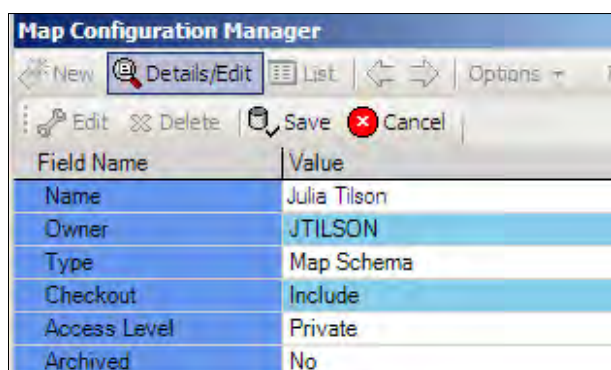 Map Configuration Manager
New Details/Edit List Options
Edit Delete Save Cancel
Field Name Value
Name Julia Tilson
Owner JTILSON
Type Map Schema
Checkout Include
Access Level Private
Archived No